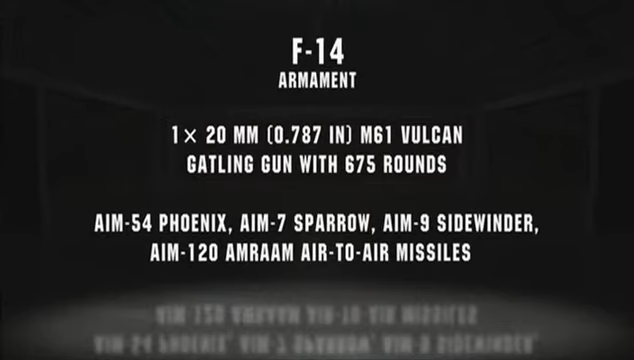 F-14
ARMAMENT
1× 20 MM (0.787 IN) M61 VULCAN
GATLING GUN WITH 675 ROUNDS
AIM-54 PHOENIX, AIM-7 SPARROW, AIM-9 SIDEWINDER,
AIM-120 AMRAAM AIR-TO-AIR MISSILES